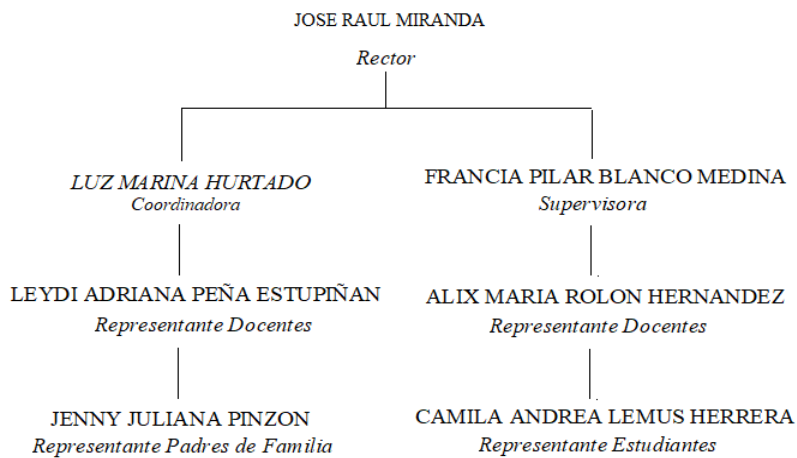 JOSE RAUL MIRANDA
Rector
LUZ MARINA HURTADO
Coordinadora
FRANCIA PILAR BLANCO MEDINA
Supervisora
LEYDI ADRIANA PEÑA ESTUPIÑAN
Representante Docentes
ALIX MARIA ROLON HERNANDEZ
Representante Docentes
JENNY JULIANA PINZON
Representante Padres de Familia
CAMILA ANDREA LEMUS HERRERA
Representante Estudiantes